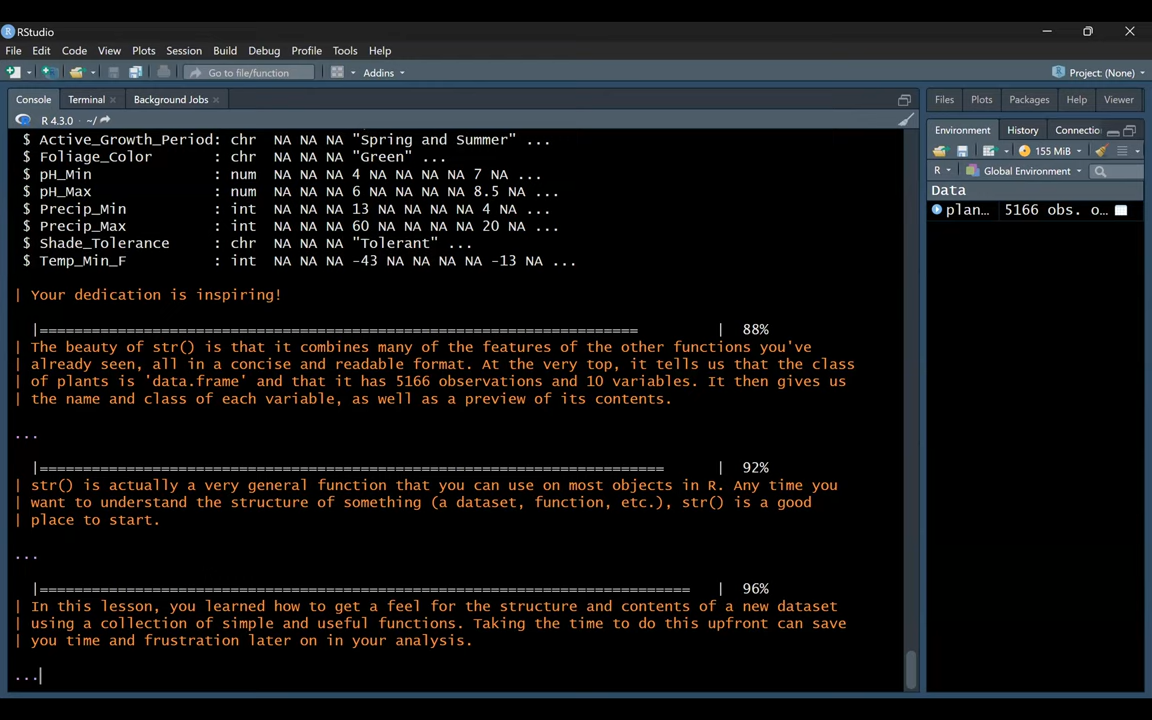 RStudio
File Edit Code View Plots Session Build Debug Profile Tools Help
Go to file/function Addins Project: (None)
Console Terminal Background Jobs
R 4.3.0 · ~/
$ Active_Growth_Period: chr NA NA NA "Spring and Summer" ...
$ Foliage_Color : chr NA NA NA "Green" ...
$ pH_Min : num NA NA NA 4 NA NA NA NA 7 NA ...
$ pH_Max : num NA NA NA 6 NA NA NA NA 8.5 NA ...
$ Precip_Min : int NA NA NA 13 NA NA NA NA 4 NA ...
$ Precip_Max : int NA NA NA 60 NA NA NA NA 20 NA ...
$ Shade_Tolerance : chr NA NA NA "Tolerant" ...
$ Temp_Min_F : int NA NA NA -43 NA NA NA NA -13 NA ...
| Your dedication is inspiring!
|===================================================================== | 88%
| The beauty of str() is that it combines many of the features of the other functions you've
| already seen, all in a concise and readable format. At the very top, it tells us that the class
| of plants is 'data.frame' and that it has 5166 observations and 10 variables. It then gives us
| the name and class of each variable, as well as a preview of its contents.
...
|======================================================================== | 92%
| str() is actually a very general function that you can use on most objects in R. Any time you
| want to understand the structure of something (a dataset, function, etc.), str() is a good
| place to start.
...
|=========================================================================== | 96%
| In this lesson, you learned how to get a feel for the structure and contents of a new dataset
| using a collection of simple and useful functions. Taking the time to do this upfront can save
| you time and frustration later on in your analysis.
...
Files Plots Packages Help Viewer
Environment History Connectio
155 MiB
R Global Environment
Data
plan... 5166 obs. o...